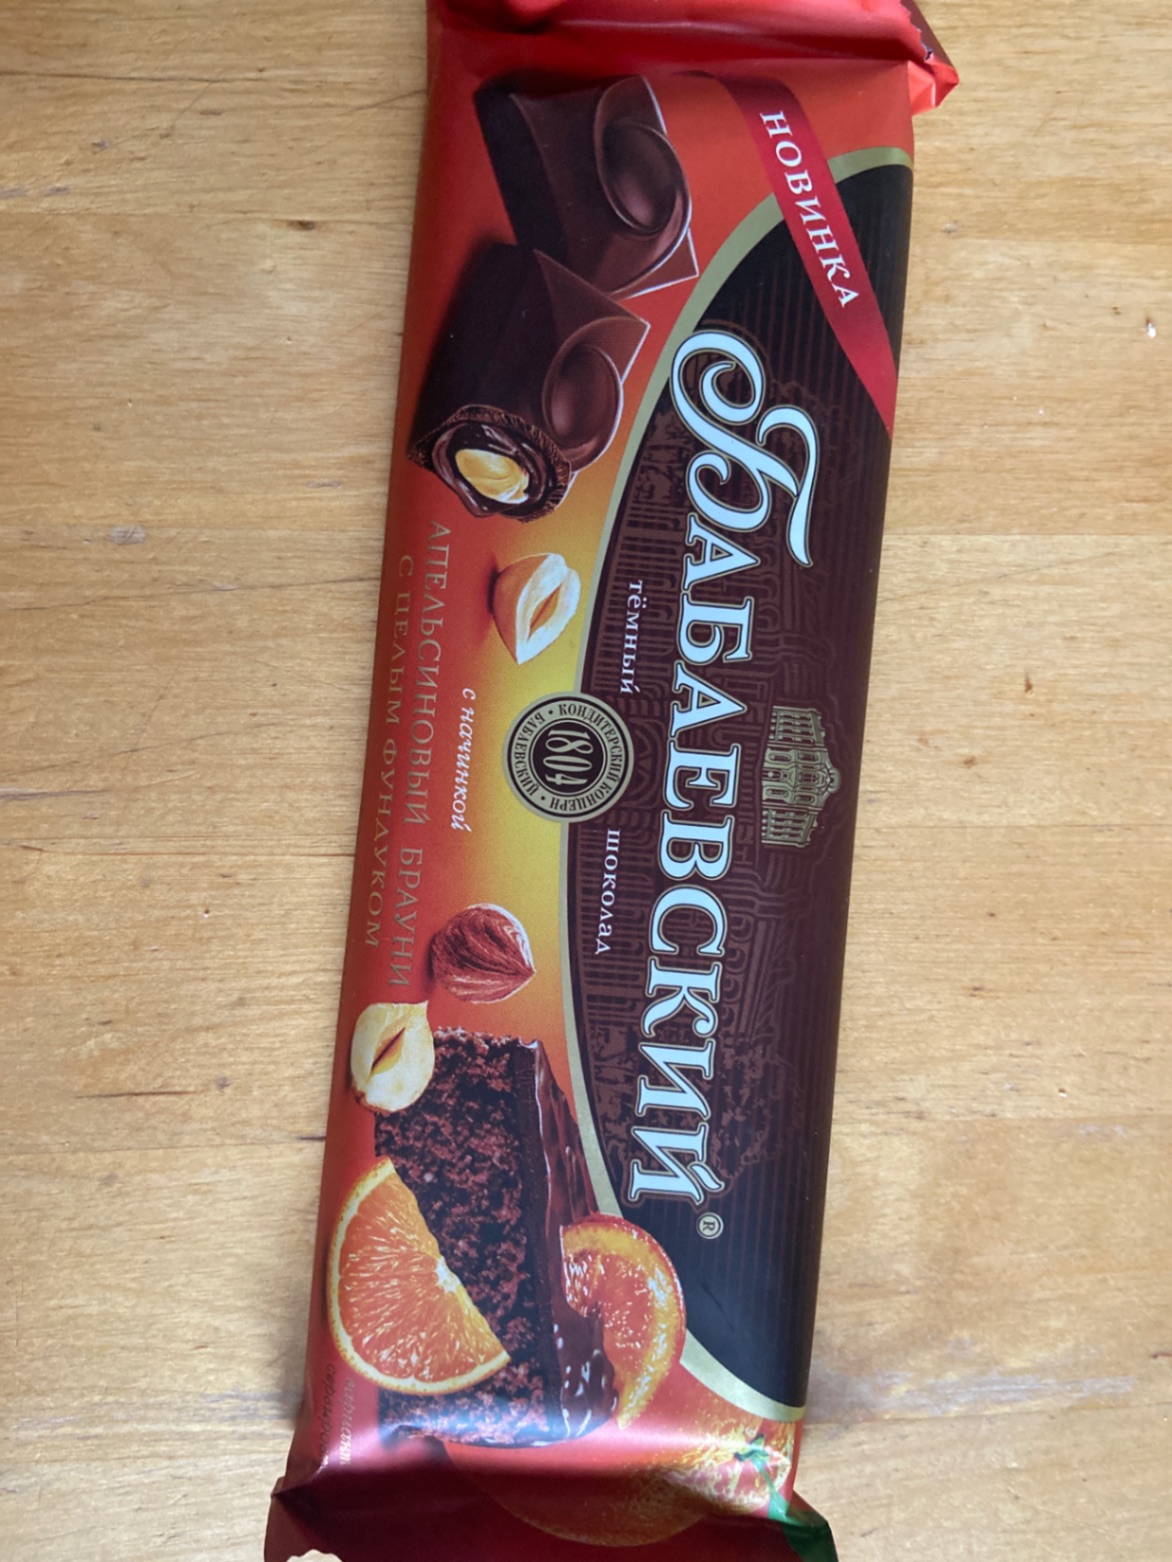 НОВИНКА
БАБАЕВСКИЙ®
тёмный шоколад
КОНДИТЕРСКИЙ КОНЦЕРН • БАБАЕВСКИЙ •
1804
с начинкой
АПЕЛЬСИНОВЫЙ БРАУНИ
С ЦЕЛЫМ ФУНДУКОМ